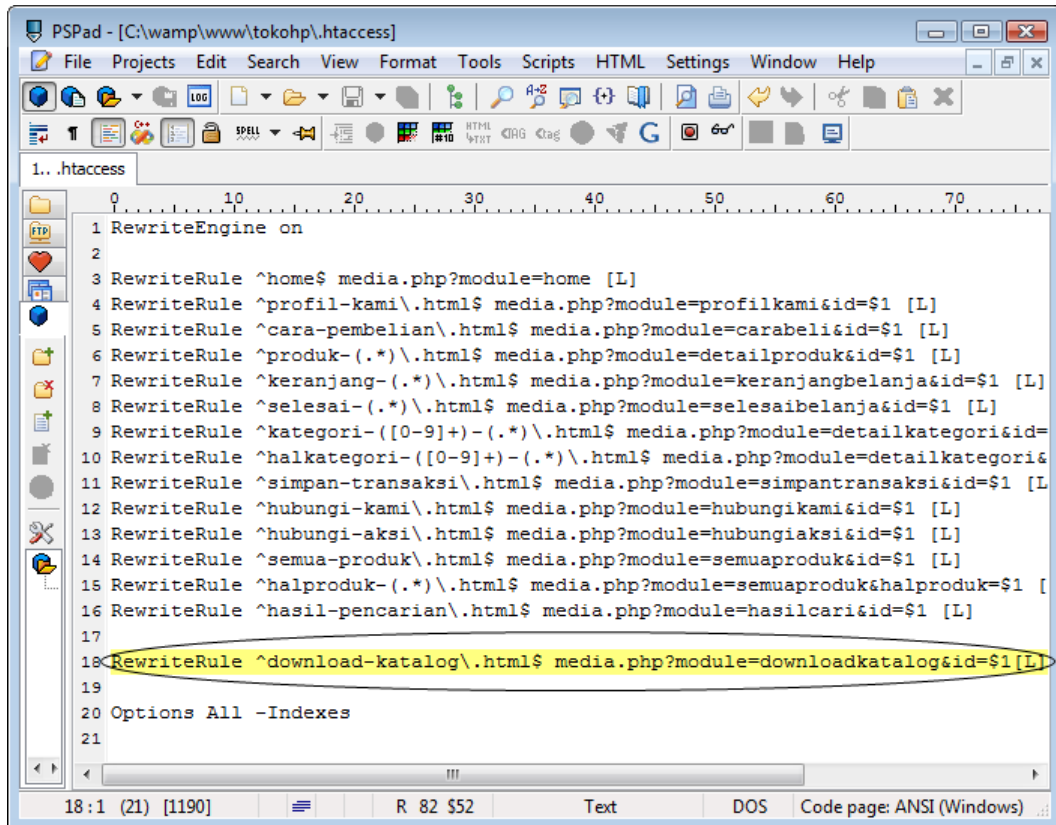 PSPad - [C:\wamp\www\tokohp\.htaccess]
File Projects Edit Search View Format Tools Scripts HTML Settings Window Help
LOG A+Z
C++ SPELL #10 HTML TXT TAG Tag G
1.. .htaccess
0 10 20 30 40 50 60 70
1 RewriteEngine on
2
3 RewriteRule ^home$ media.php?module=home [L]
4 RewriteRule ^profil-kami\.html$ media.php?module=profilkami&id=$1 [L]
5 RewriteRule ^cara-pembelian\.html$ media.php?module=carabeli&id=$1 [L]
6 RewriteRule ^produk-(.*)\.html$ media.php?module=detailproduk&id=$1 [L]
7 RewriteRule ^keranjang-(.*)\.html$ media.php?module=keranjangbelanja&id=$1 [L]
8 RewriteRule ^selesai-(.*)\.html$ media.php?module=selesaibelanja&id=$1 [L]
9 RewriteRule ^kategori-([0-9]+)-(.*)\.html$ media.php?module=detailkategori&id=
10 RewriteRule ^halkategori-([0-9]+)-(.*)\.html$ media.php?module=detailkategori&
11 RewriteRule ^simpan-transaksi\.html$ media.php?module=simpantransaksi&id=$1 [L
12 RewriteRule ^hubungi-kami\.html$ media.php?module=hubungikami&id=$1 [L]
13 RewriteRule ^hubungi-aksi\.html$ media.php?module=hubungiaksi&id=$1 [L]
14 RewriteRule ^semua-produk\.html$ media.php?module=semuaproduk&id=$1 [L]
15 RewriteRule ^halproduk-(.*)\.html$ media.php?module=semuaproduk&halproduk=$1 [
16 RewriteRule ^hasil-pencarian\.html$ media.php?module=hasilcari&id=$1 [L]
17
18 RewriteRule ^download-katalog\.html$ media.php?module=downloadkatalog&id=$1[L]
19
20 Options All -Indexes
21
FTP
18:1 (21) [1190] R 82 $52 Text DOS Code page: ANSI (Windows)